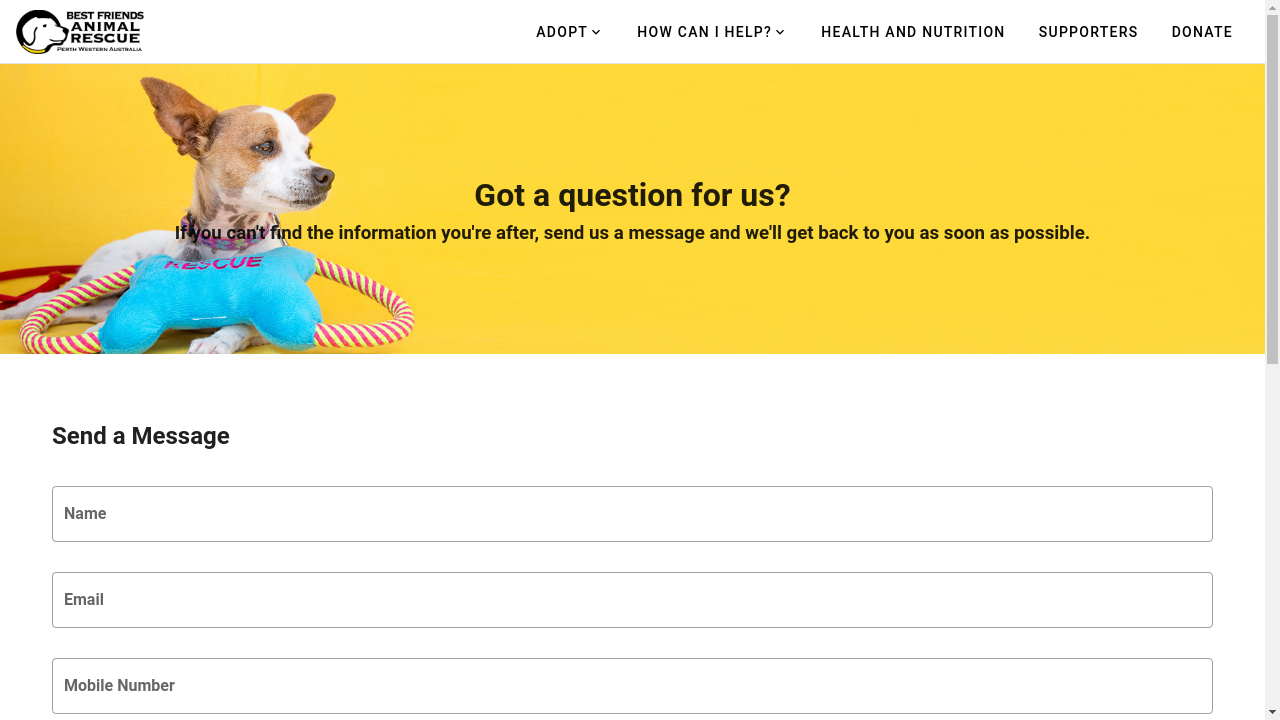 BEST FRIENDS
ANIMAL
RESCUE
PERTH WESTERN AUSTRALIA
ADOPT
HOW CAN I HELP?
HEALTH AND NUTRITION
SUPPORTERS
DONATE
Got a question for us?
If you can't find the information you're after, send us a message and we'll get back to you as soon as possible.
RESCUE
Send a Message
Name
Email
Mobile Number